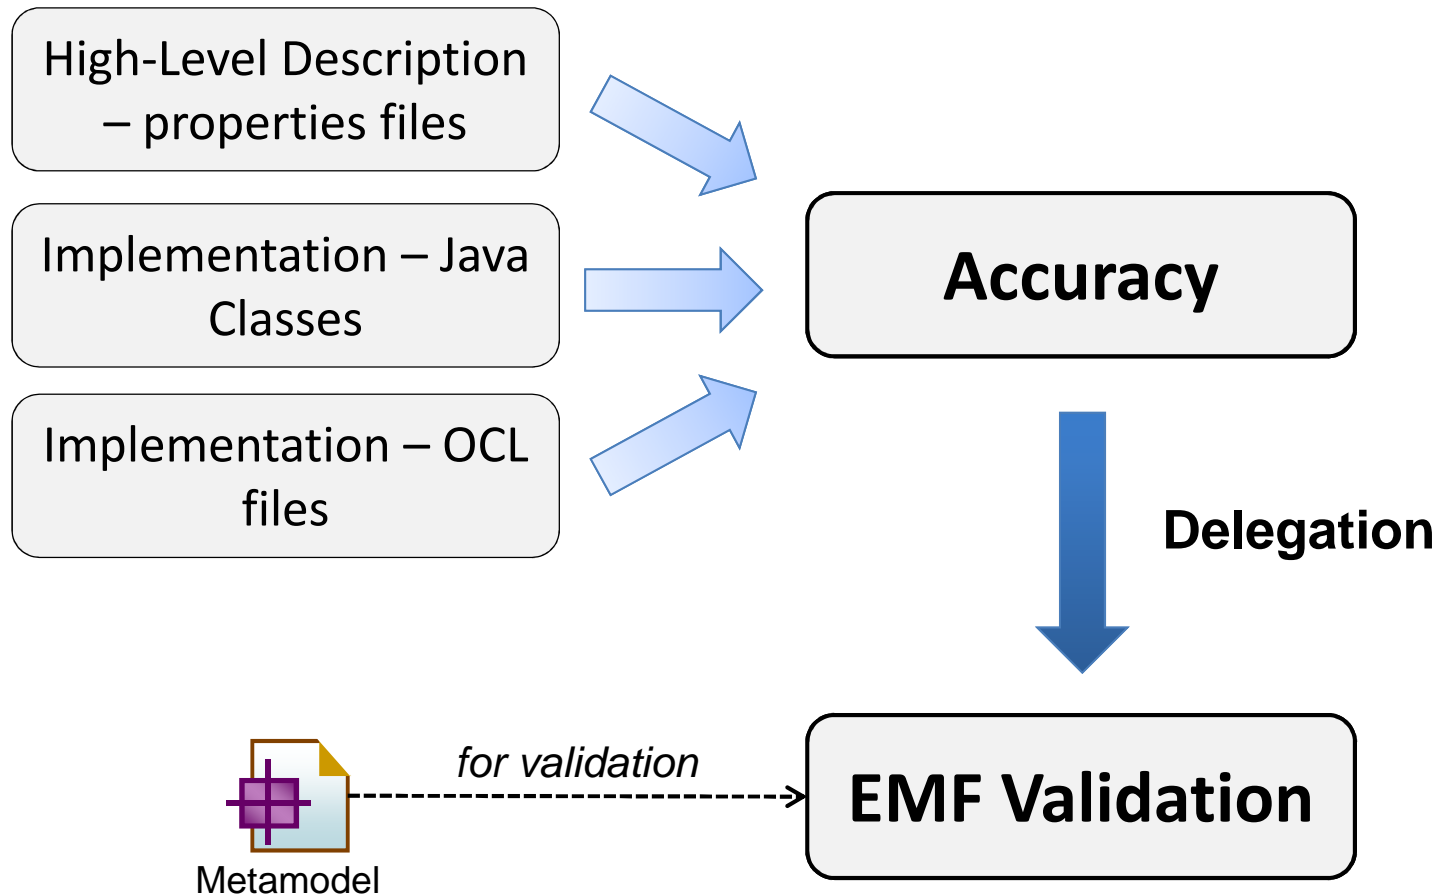 High-Level Description
– properties files
Implementation – Java
Classes
Implementation – OCL
files
Accuracy
Delegation
for validation
EMF Validation
Metamodel